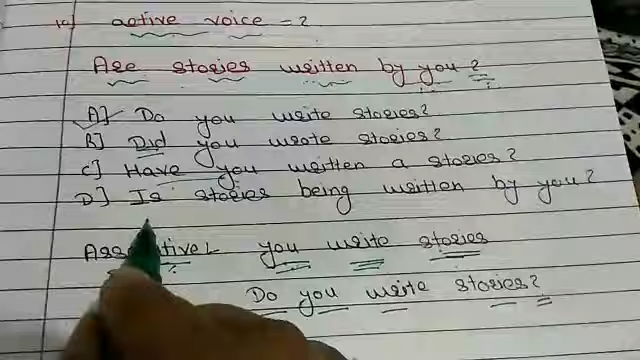 active voice - ?
Are stories written by you ?
A] Do you write stories?
B] Did you wrote stories?
C] Have you written a stories?
D] Is stories being written by you?
you write stories
Do you write stories?